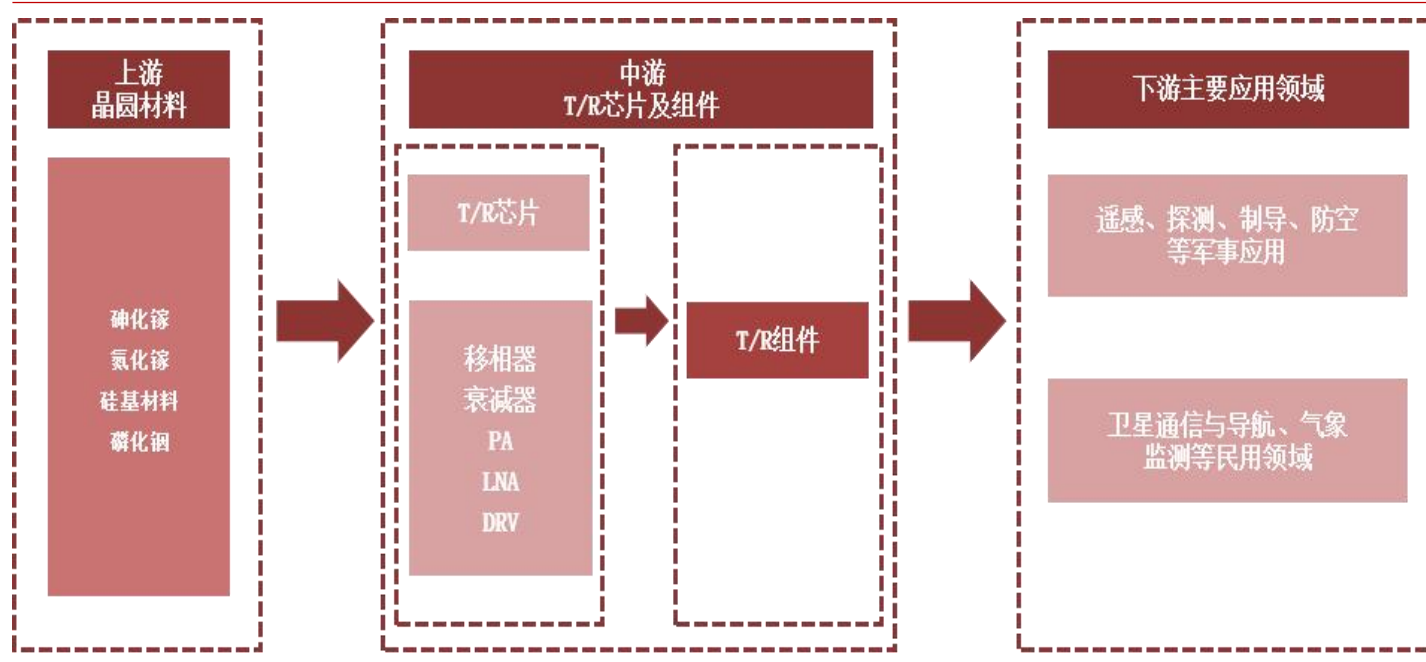 上游
晶圆材料
砷化镓
氮化镓
硅基材料
磷化铟
中游
T/R芯片及组件
T/R芯片
移相器
衰减器
PA
LNA
DRV
T/R组件
下游主要应用领域
遥感、探测、制导、防空
等军事应用
卫星通信与导航、气象
监测等民用领域